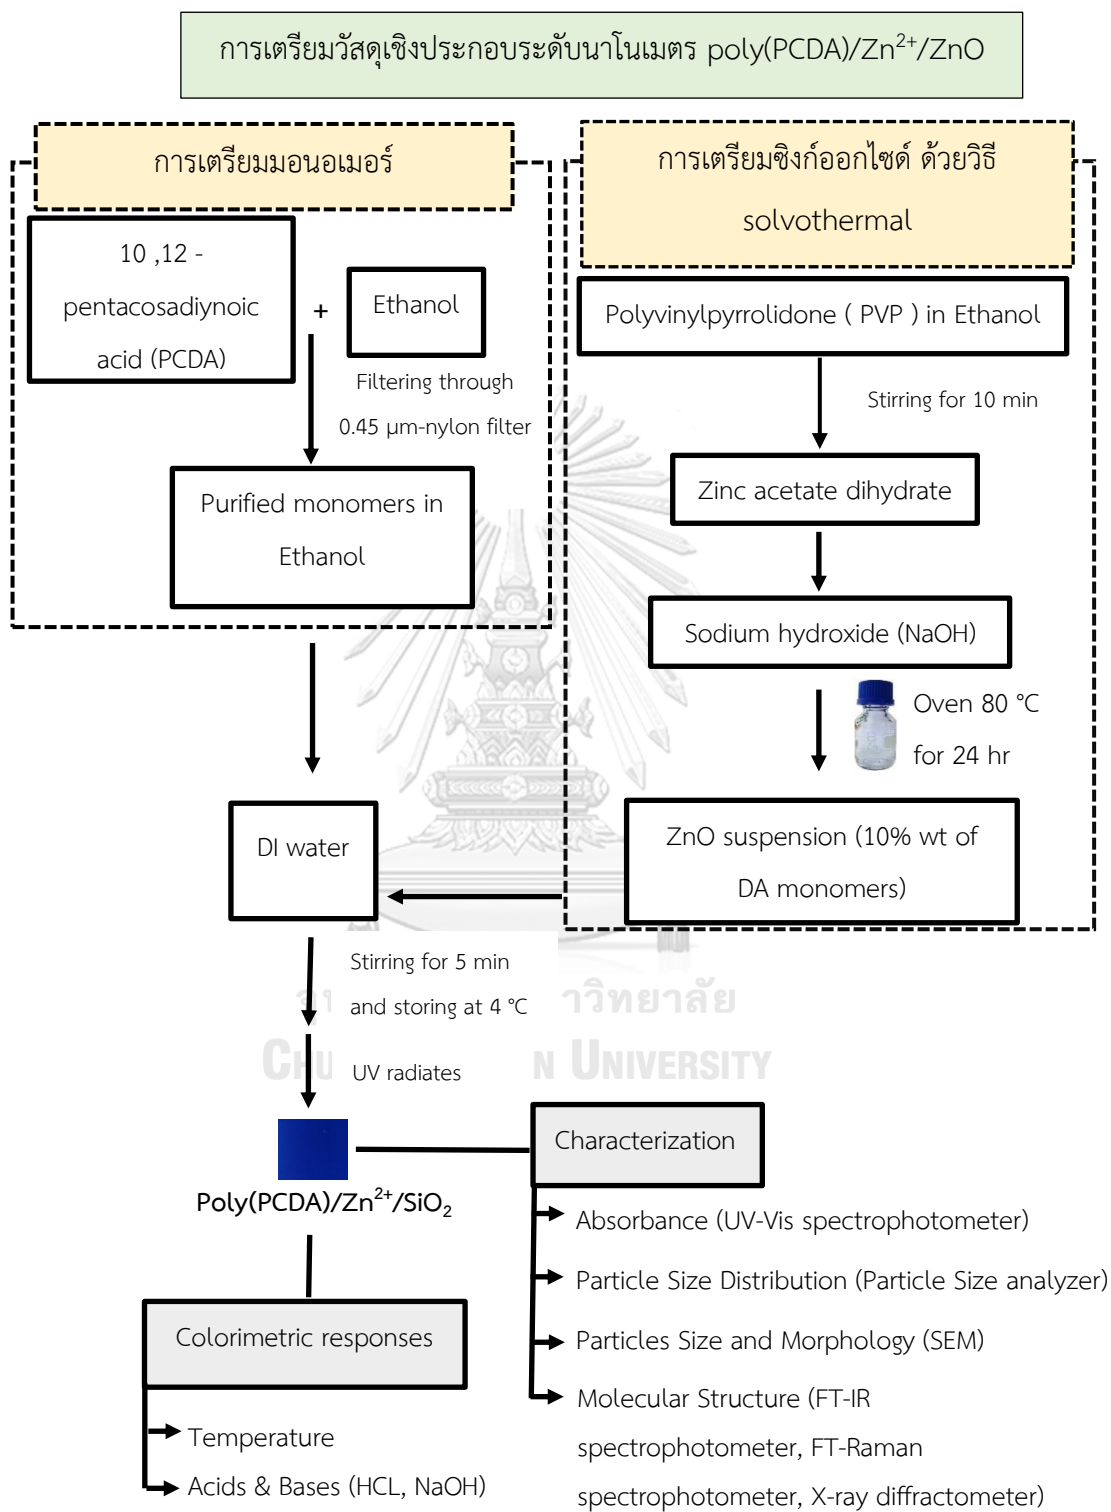 การเตรียมวัสดุเชิงประกอบระดับนาโนเมตร poly(PCDA)/Zn²⁺/ZnO
การเตรียมมอนอเมอร์
10 ,12 -
pentacosadiynoic
acid (PCDA)
+
Ethanol
Filtering through
0.45 µm-nylon filter
Purified monomers in
Ethanol
การเตรียมซิงก์ออกไซด์ ด้วยวิธี
solvothermal
Polyvinylpyrrolidone ( PVP ) in Ethanol
Stirring for 10 min
Zinc acetate dihydrate
Sodium hydroxide (NaOH)
Oven 80 °C
for 24 hr
ZnO suspension (10% wt of
DA monomers)
DI water
Stirring for 5 min
and storing at 4 °C
UV radiates
าวิทยาลัย
UNIVERSITY
Poly(PCDA)/Zn²⁺/SiO₂
Characterization
Absorbance (UV-Vis spectrophotometer)
Particle Size Distribution (Particle Size analyzer)
Particles Size and Morphology (SEM)
Molecular Structure (FT-IR
spectrophotometer, FT-Raman
spectrophotometer, X-ray diffractometer)
Colorimetric responses
Temperature
Acids & Bases (HCL, NaOH)